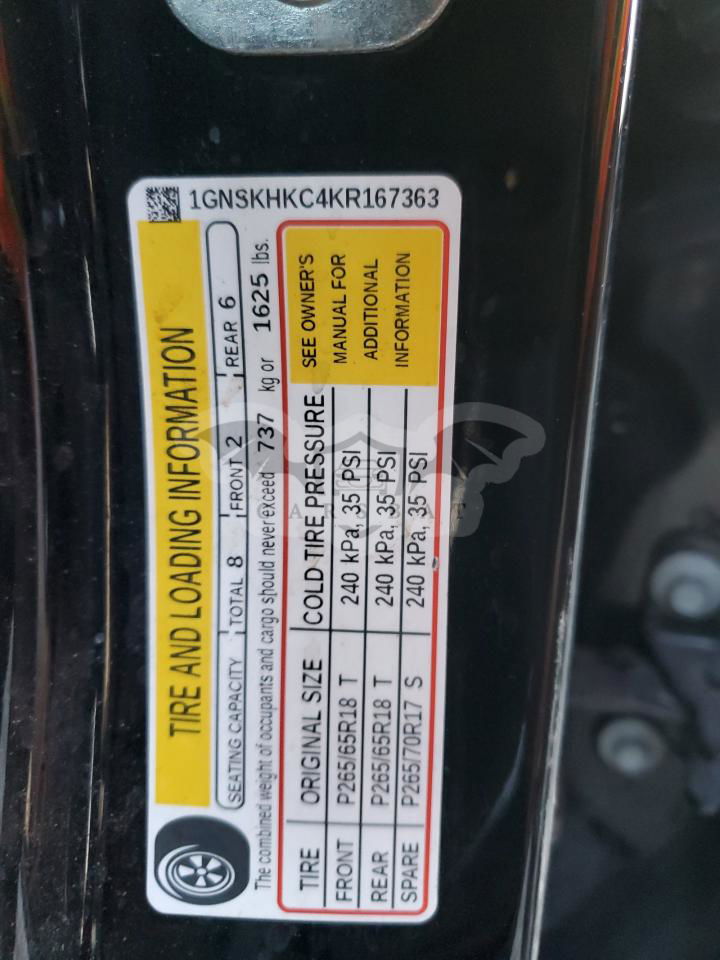 1GNSKHKC4KR167363
TIRE AND LOADING INFORMATION
SEATING CAPACITY TOTAL 8 FRONT 2 REAR 6
The combined weight of occupants and cargo should never exceed 737 kg or 1625 lbs.
TIRE ORIGINAL SIZE COLD TIRE PRESSURE SEE OWNER'S
FRONT P265/65R18 T 240 kPa, 35 PSI MANUAL FOR
REAR P265/65R18 T 240 kPa, 35 PSI ADDITIONAL
SPARE P265/70R17 S 240 kPa, 35 PSI INFORMATION
CARSBAT